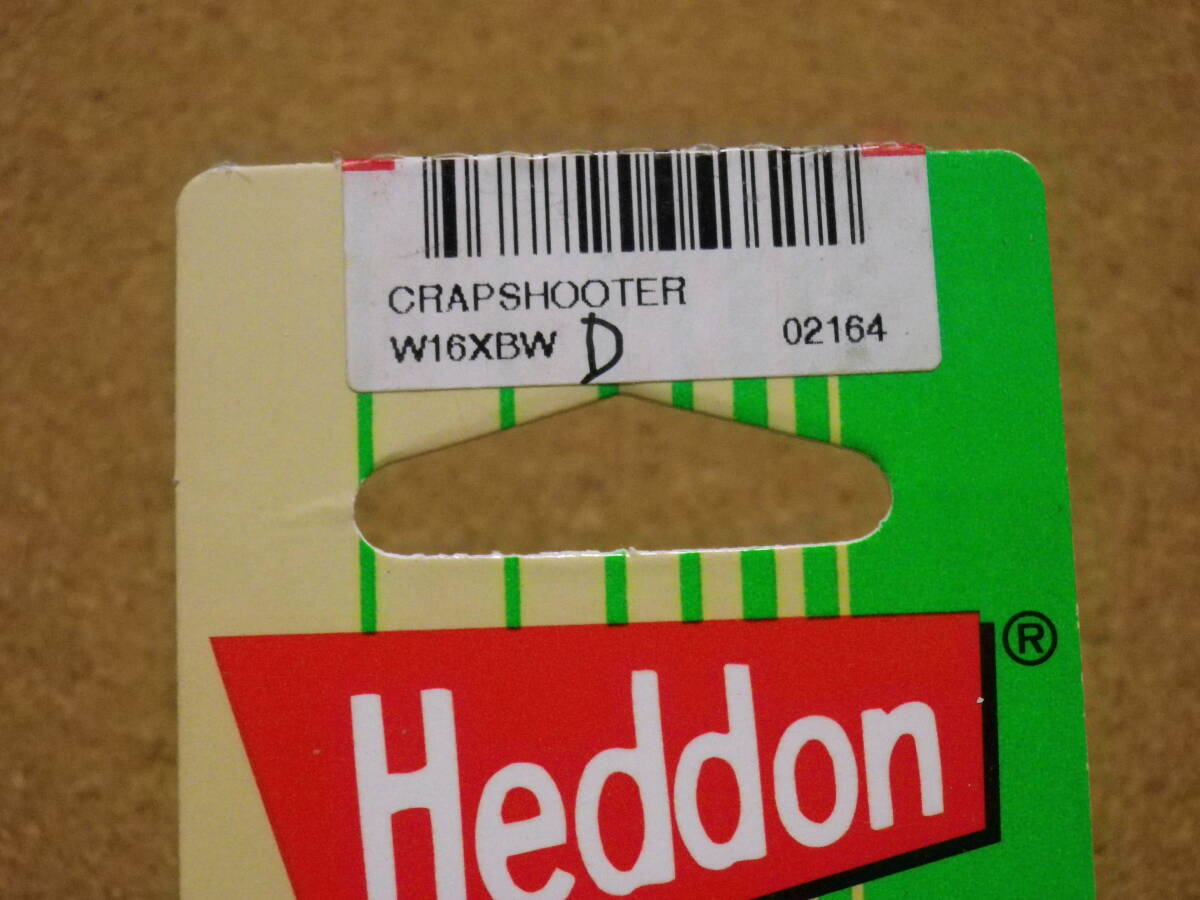 CRAPSHOOTER
W16XBW D 02164
Heddon®